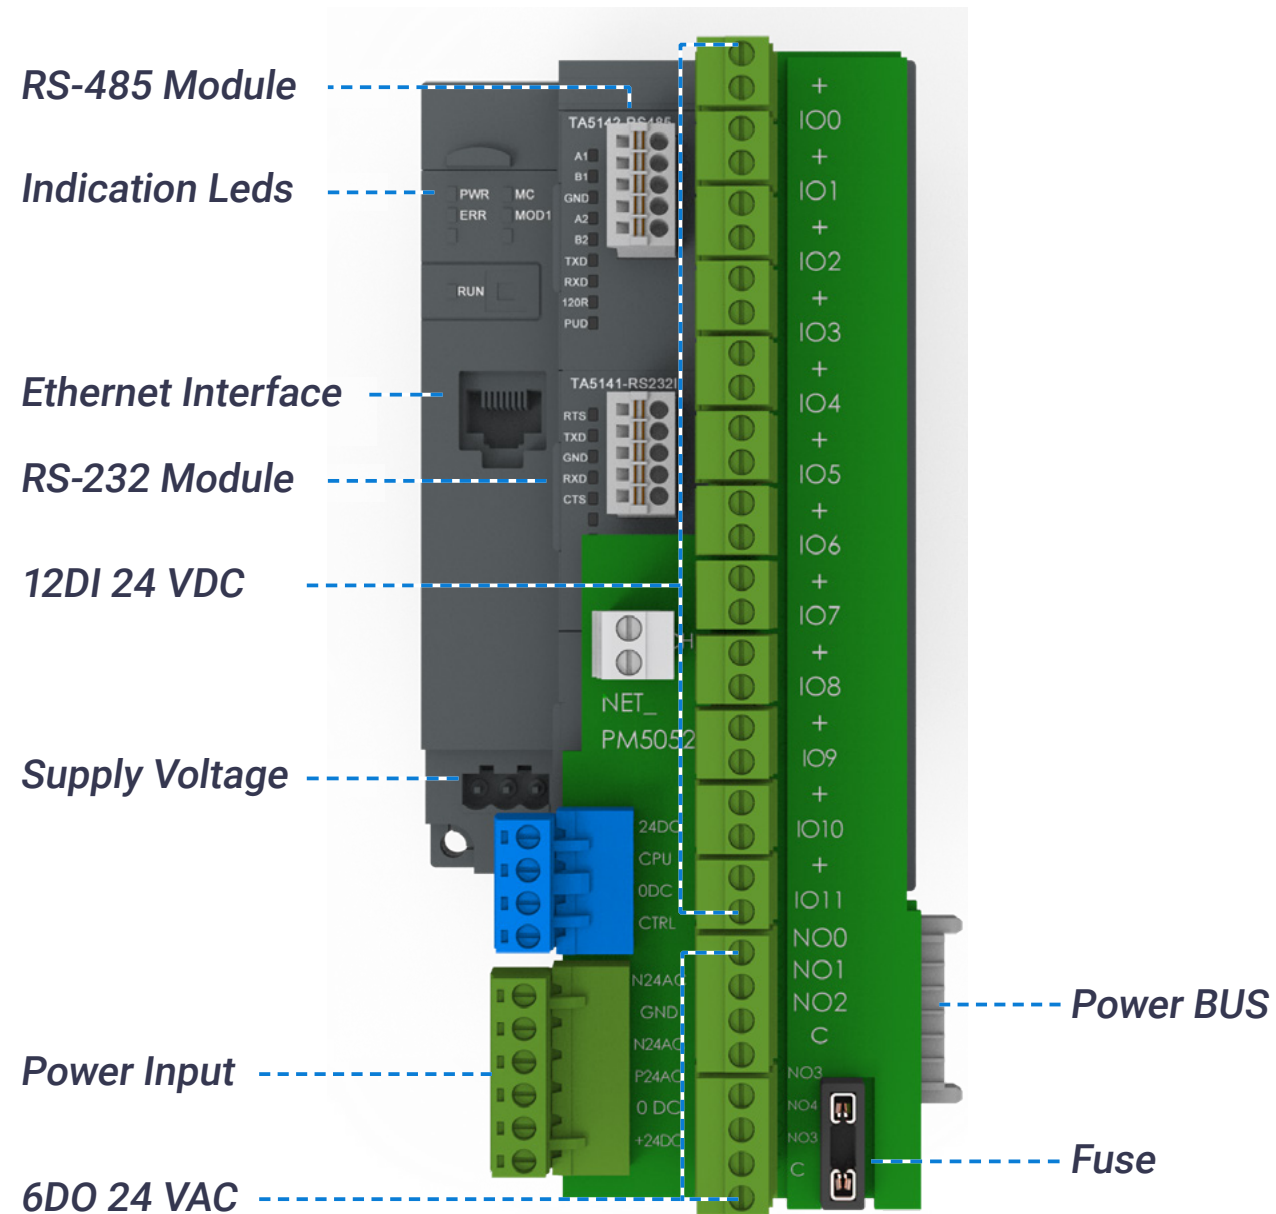 RS-485 Module
Indication Leds
Ethernet Interface
RS-232 Module
12DI 24 VDC
Supply Voltage
Power Input
6DO 24 VAC
PWR MC
ERR MOD1
RUN
TA5142-RS485
A1
B1
GND
A2
B2
TXD
RXD
120R
PUD
TA5141-RS232I
RTS
TXD
GND
RXD
CTS
NET_
PM5052
24DC
CPU
0DC
CTRL
N24AC
GND
N24AC
P24AC
0 DC
+24DC
+
IO0
+
IO1
+
IO2
+
IO3
+
IO4
+
IO5
+
IO6
+
IO7
+
IO8
+
IO9
+
IO10
+
IO11
NO0
NO1
NO2
C
NO3
NO4
NO3
C
Power BUS
Fuse